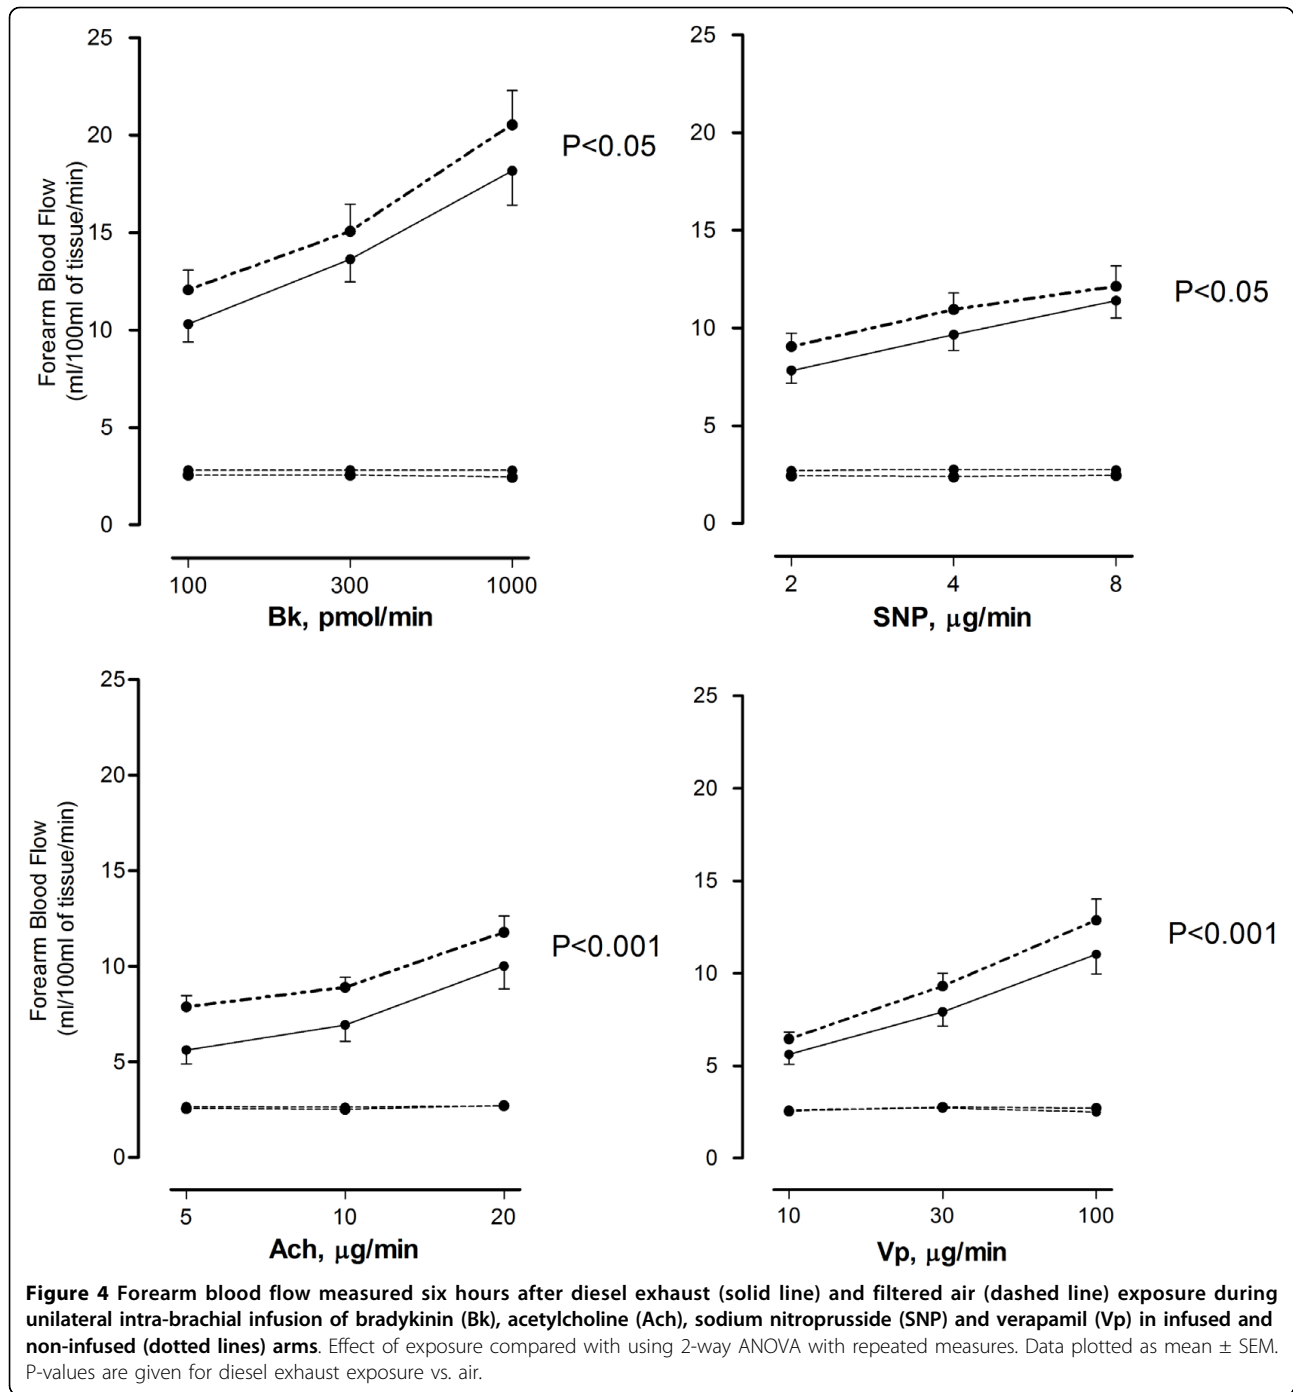 25
20
15
10
5
0
Forearm Blood Flow
(ml/100ml of tissue/min)
P<0.05
100 300 1000
Bk, pmol/min
25
20
15
10
5
0
P<0.05
2 4 8
SNP, μg/min
25
20
15
10
5
0
Forearm Blood Flow
(ml/100ml of tissue/min)
P<0.001
5 10 20
Ach, μg/min
25
20
15
10
5
0
P<0.001
10 30 100
Vp, μg/min
Figure 4 Forearm blood flow measured six hours after diesel exhaust (solid line) and filtered air (dashed line) exposure during
unilateral intra-brachial infusion of bradykinin (Bk), acetylcholine (Ach), sodium nitroprusside (SNP) and verapamil (Vp) in infused and
non-infused (dotted lines) arms. Effect of exposure compared with using 2-way ANOVA with repeated measures. Data plotted as mean ± SEM.
P-values are given for diesel exhaust exposure vs. air.